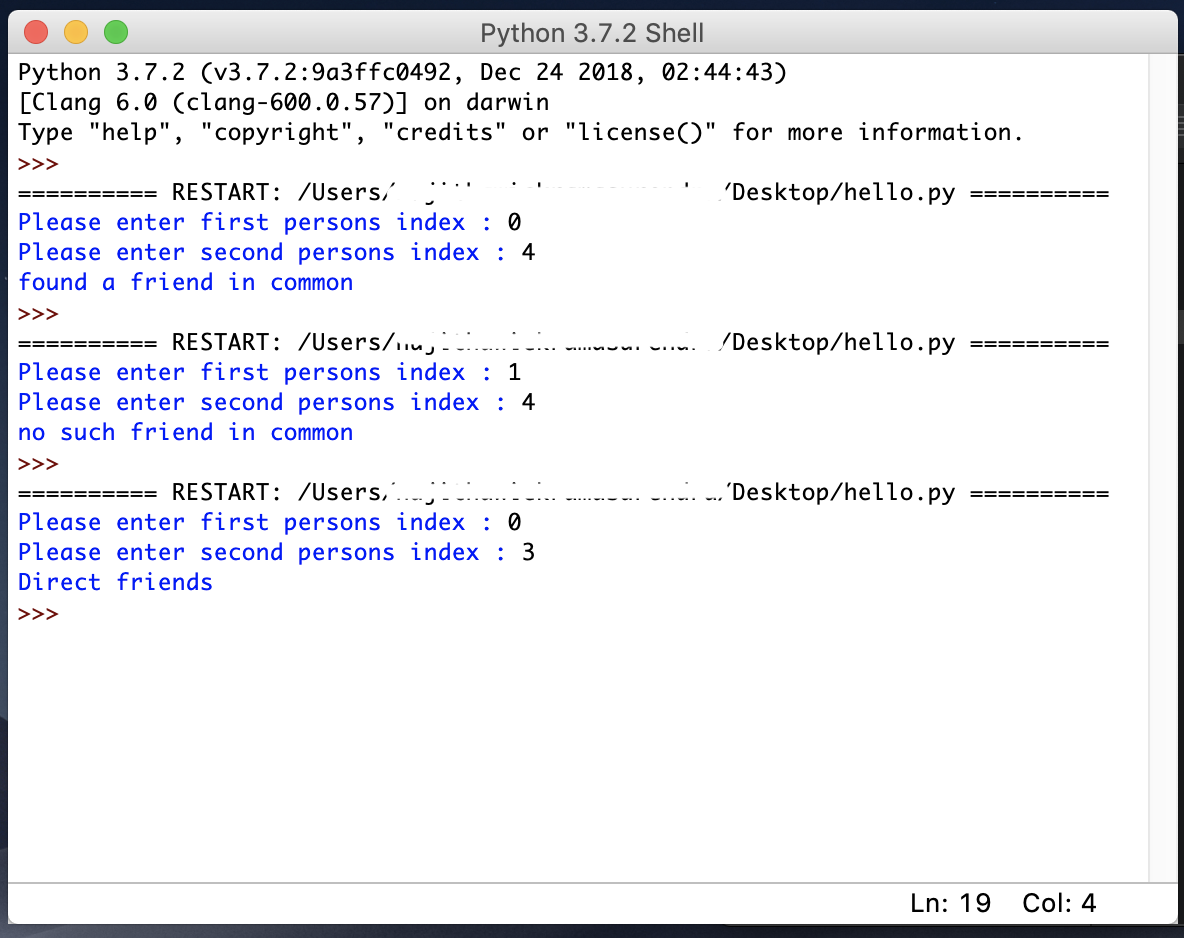 Python 3.7.2 Shell
Python 3.7.2 (v3.7.2:9a3ffc0492, Dec 24 2018, 02:44:43)
[Clang 6.0 (clang-600.0.57)] on darwin
Type "help", "copyright", "credits" or "license()" for more information.
>>>
========== RESTART: /Users/ /Desktop/hello.py ==========
Please enter first persons index : 0
Please enter second persons index : 4
found a friend in common
>>>
========== RESTART: /Users/ /Desktop/hello.py ==========
Please enter first persons index : 1
Please enter second persons index : 4
no such friend in common
>>>
========== RESTART: /Users/ /Desktop/hello.py ==========
Please enter first persons index : 0
Please enter second persons index : 3
Direct friends
>>>
Ln: 19 Col: 4